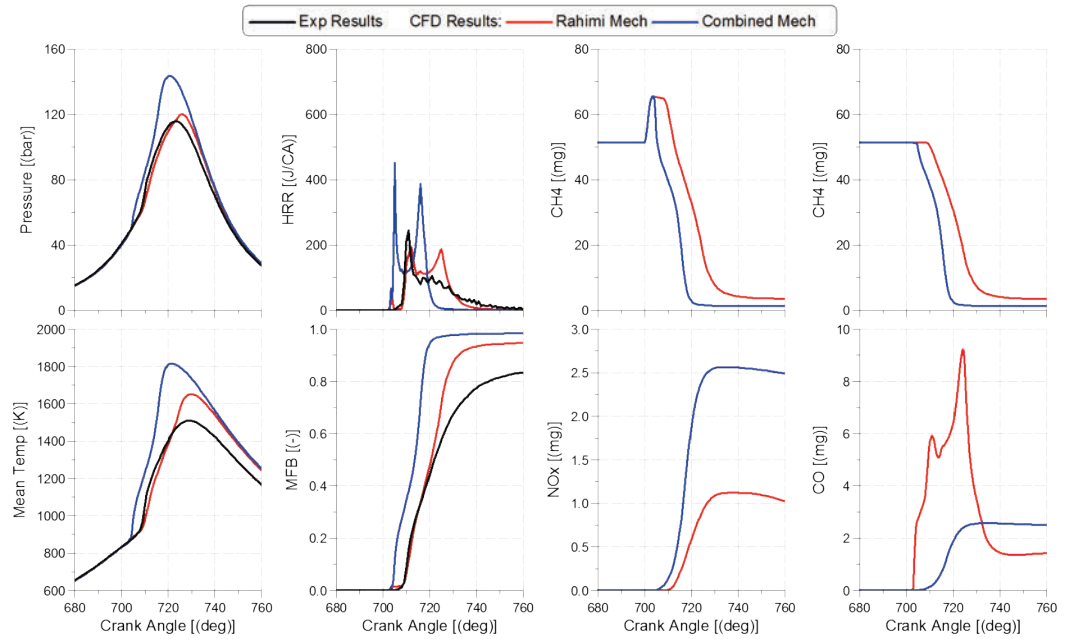 Exp Results CFD Results: Rahimi Mech Combined Mech
160
120
80
40
0
Pressure [(bar)]
680 700 720 740 760
800
600
400
200
0
HRR [(J/CA)]
680 700 720 740 760
80
60
40
20
0
CH4 [(mg)]
680 700 720 740 760
80
60
40
20
0
CH4 [(mg)]
680 700 720 740 760
2000
1800
1600
1400
1200
1000
800
600
Mean Temp [(K)]
680 700 720 740 760
Crank Angle [(deg)]
1.0
0.8
0.6
0.4
0.2
0.0
MFB [(-)]
680 700 720 740 760
Crank Angle [(deg)]
3.0
2.5
2.0
1.5
1.0
0.5
0.0
NOx [(mg)]
680 700 720 740 760
Crank Angle [(deg)]
10
8
6
4
2
0
CO [(mg)]
680 700 720 740 760
Crank Angle [(deg)]